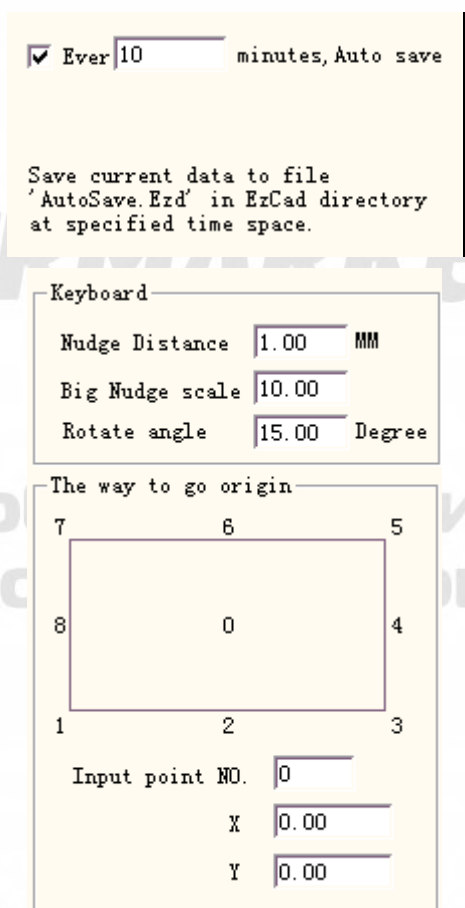 Ever 10 minutes, Auto save
Save current data to file
'AutoSave.Ezd' in EzCad directory
at specified time space.
Keyboard
Nudge Distance 1.00 MM
Big Nudge scale 10.00
Rotate angle 15.00 Degree
The way to go origin
7 6 5
8 0 4
1 2 3
Input point NO. 0
X 0.00
Y 0.00